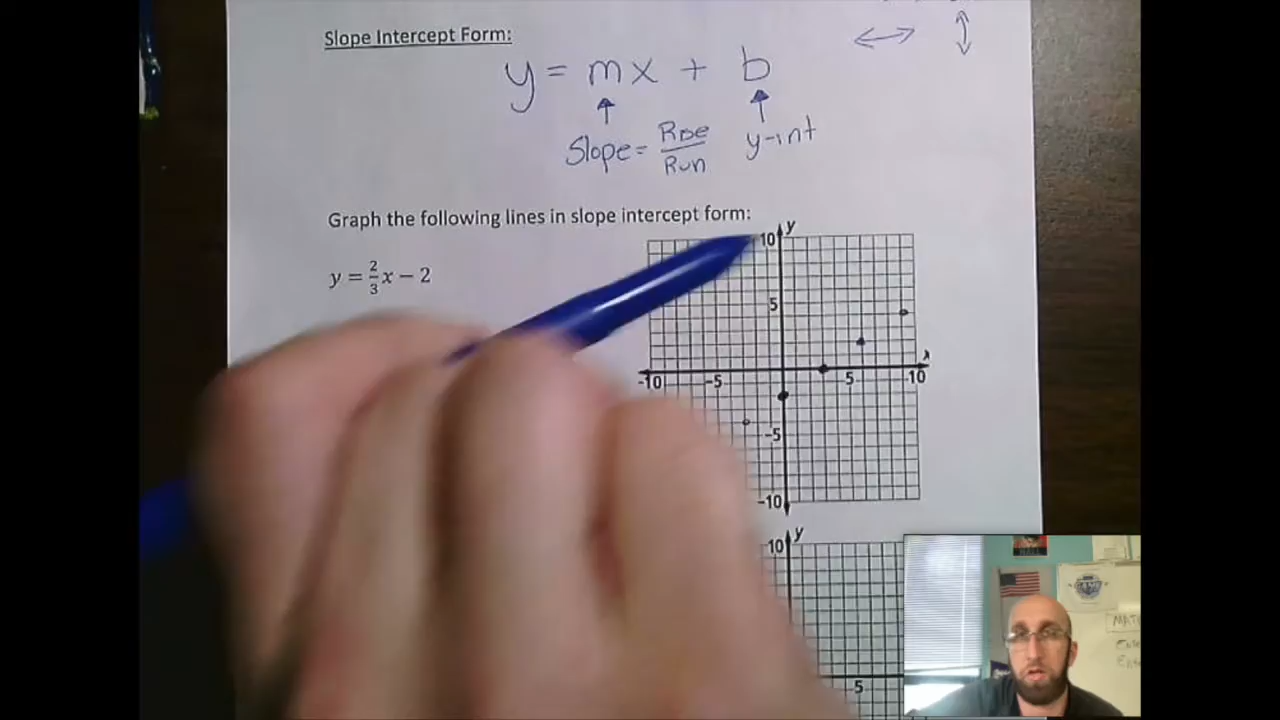 Slope Intercept Form:
y = mx + b
Slope = Rise
Run
y-int
Graph the following lines in slope intercept form:
y = 2/3 x − 2
10 y
5
-10 -5 5 10 x
-5
-10
10 y
5